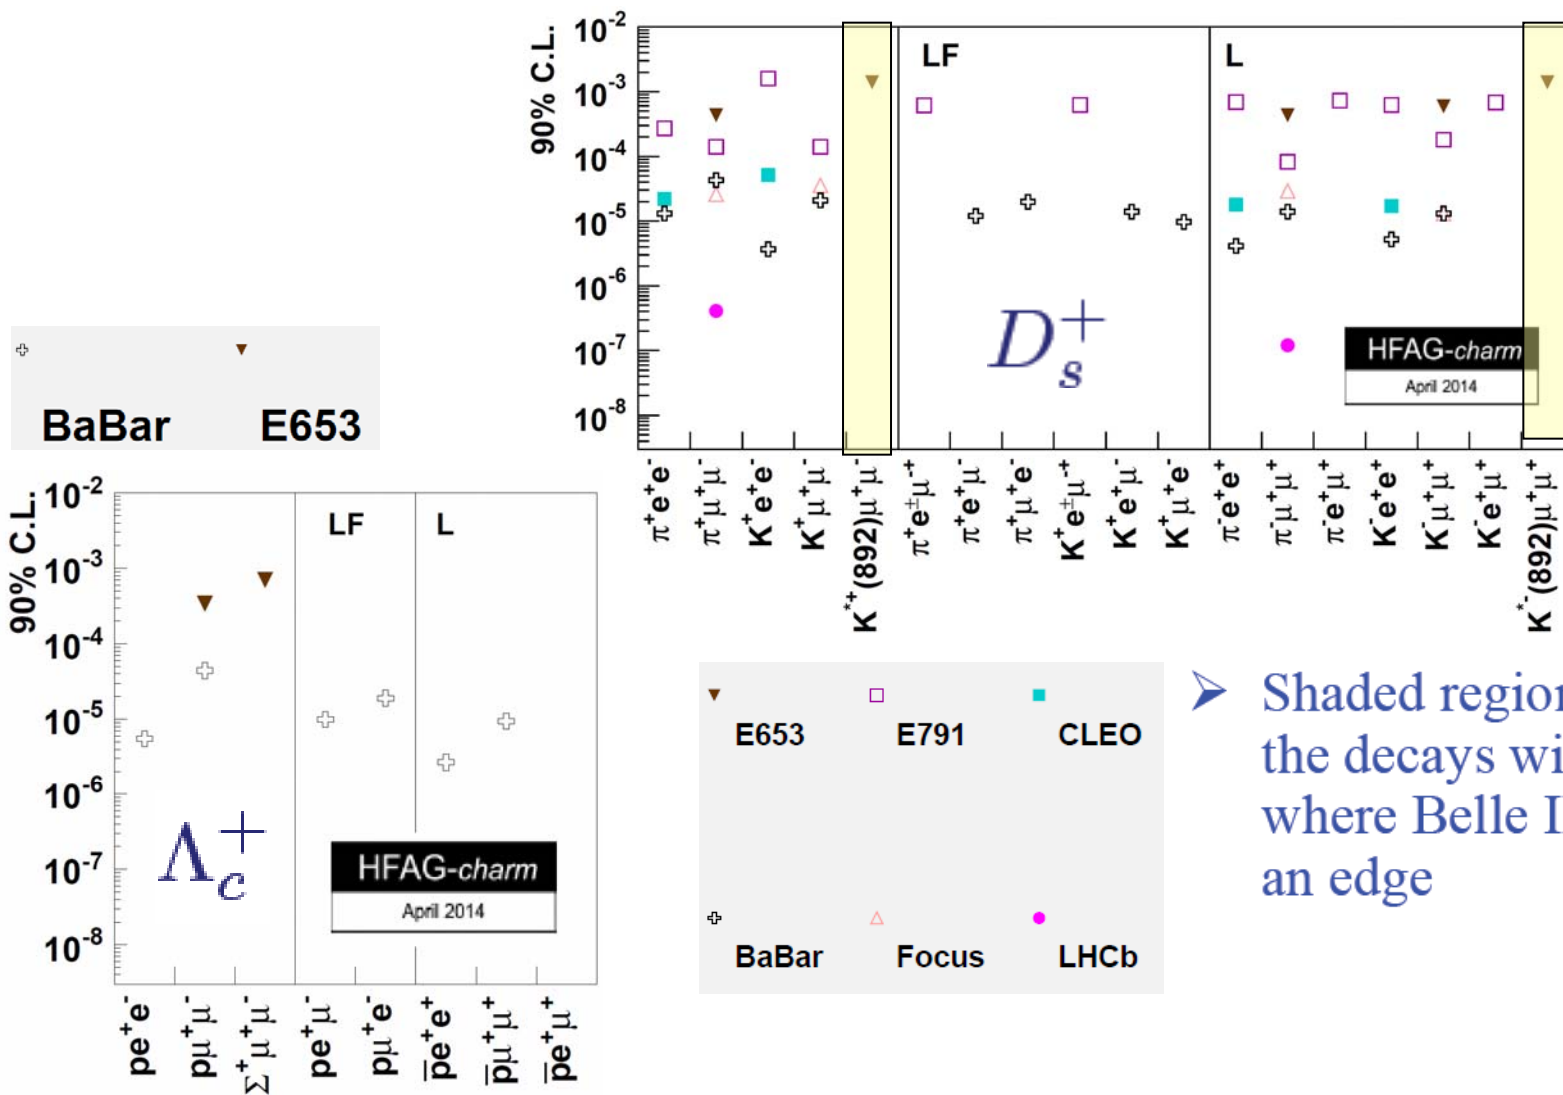 90% C.L.
10⁻²
10⁻³
10⁻⁴
10⁻⁵
10⁻⁶
10⁻⁷
10⁻⁸
LF
L
D_s^+
HFAG-charm
April 2014
π⁺e⁺e⁻
π⁺μ⁺μ⁻
K⁺e⁺e⁻
K⁺μ⁺μ⁻
K*⁺(892)μ⁺μ⁻
π⁺e±μ⁻⁺
π⁺e⁺μ⁻
π⁺μ⁺e⁻
K⁺e±μ⁻⁺
K⁺e⁺μ⁻
K⁺μ⁺e⁻
π⁻e⁺e⁺
π⁻μ⁺μ⁺
π⁻e⁺μ⁺
K⁻e⁺e⁺
K⁻μ⁺μ⁺
K⁻e⁺μ⁺
K*⁻(892)μ⁺μ⁺
BaBar E653
90% C.L.
10⁻²
10⁻³
10⁻⁴
10⁻⁵
10⁻⁶
10⁻⁷
10⁻⁸
LF
L
Λ_c^+
HFAG-charm
April 2014
pe⁺e⁻
pμ⁺μ⁻
Σ⁺μ⁺μ⁻
pe⁺μ⁻
pμ⁺e⁻
p̅e⁺e⁺
p̅μ⁺μ⁺
p̅e⁺μ⁺
E653 E791 CLEO
BaBar Focus LHCb
➢ Shaded region
the decays wi
where Belle I
an edge